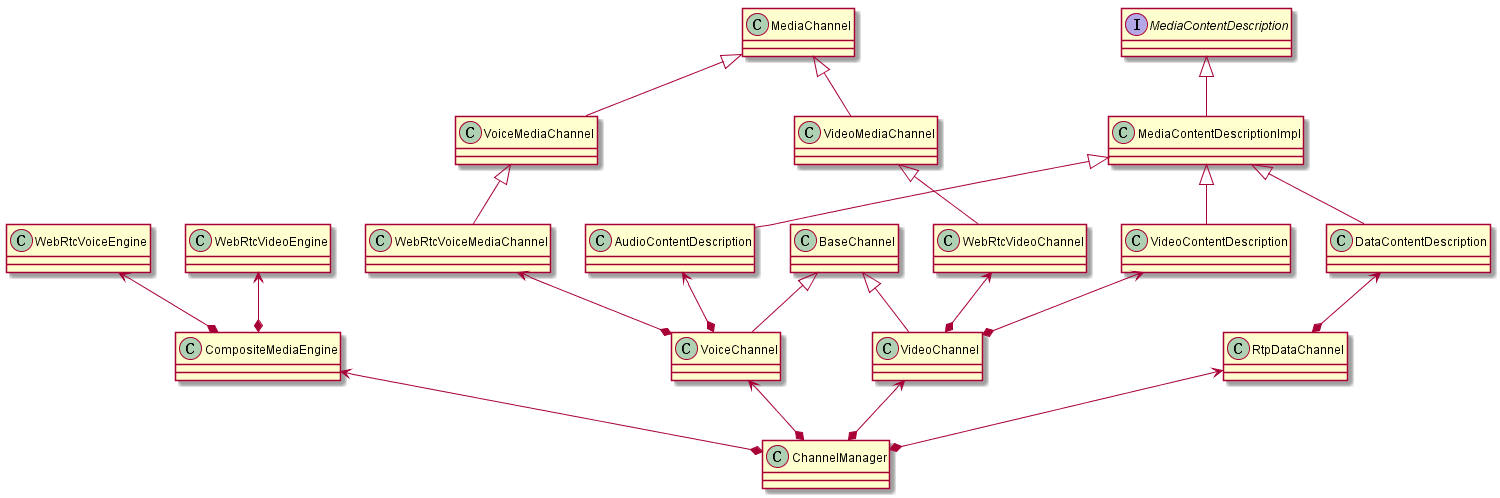 C MediaChannel
I MediaContentDescription
C VoiceMediaChannel
C VideoMediaChannel
C MediaContentDescriptionImpl
C WebRtcVoiceEngine
C WebRtcVideoEngine
C WebRtcVoiceMediaChannel
C AudioContentDescription
C BaseChannel
C WebRtcVideoChannel
C VideoContentDescription
C DataContentDescription
C CompositeMediaEngine
C VoiceChannel
C VideoChannel
C RtpDataChannel
C ChannelManager